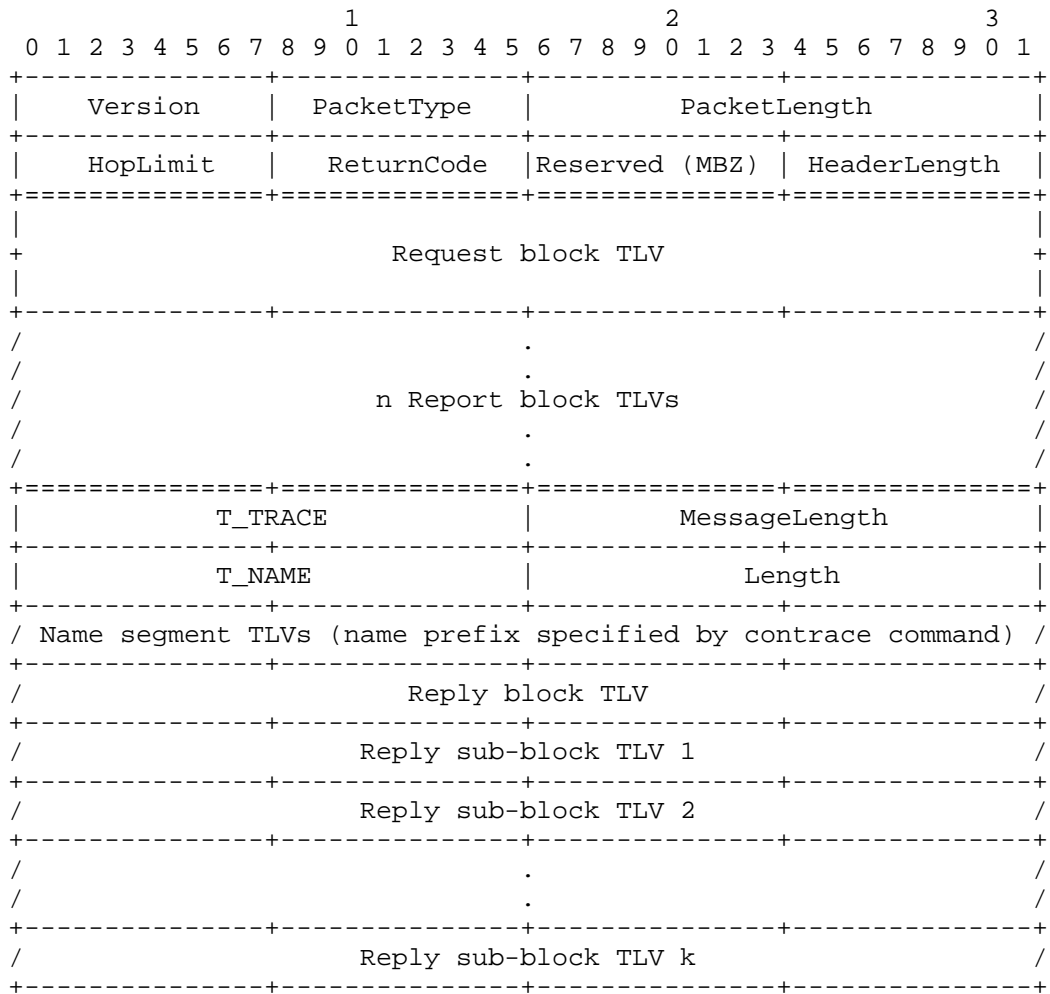 1                   2                   3
 0 1 2 3 4 5 6 7 8 9 0 1 2 3 4 5 6 7 8 9 0 1 2 3 4 5 6 7 8 9 0 1
+---------------+---------------+---------------+---------------+
|    Version    |  PacketType   |         PacketLength          |
+---------------+---------------+---------------+---------------+
|    HopLimit   |   ReturnCode  |Reserved (MBZ) | HeaderLength  |
+===============+===============+===============+===============+
|                                                               |
+                       Request block TLV                       +
|                                                               |
+---------------+---------------+---------------+---------------+
/                               .                               /
/                               .                               /
/                      n Report block TLVs                      /
/                               .                               /
/                               .                               /
+===============+===============+===============+===============+
|            T_TRACE            |         MessageLength         |
+---------------+---------------+---------------+---------------+
|            T_NAME             |             Length            |
+---------------+---------------+---------------+---------------+
/ Name segment TLVs (name prefix specified by contrace command) /
+---------------+---------------+---------------+---------------+
/                        Reply block TLV                        /
+---------------+---------------+---------------+---------------+
/                     Reply sub-block TLV 1                     /
+---------------+---------------+---------------+---------------+
/                     Reply sub-block TLV 2                     /
+---------------+---------------+---------------+---------------+
/                               .                               /
/                               .                               /
+---------------+---------------+---------------+---------------+
/                     Reply sub-block TLV k                     /
+---------------+---------------+---------------+---------------+